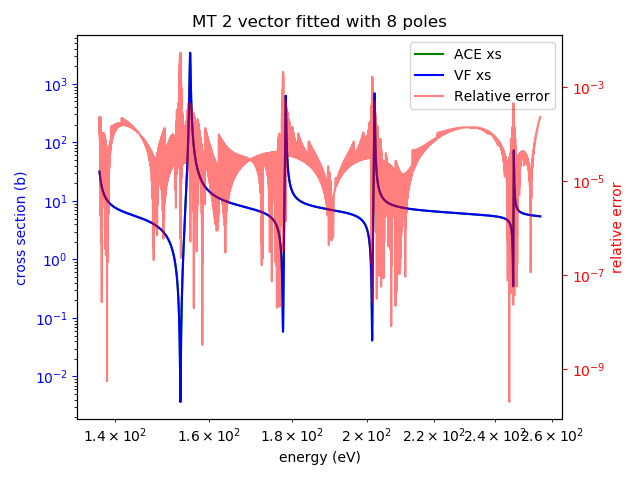 MT 2 vector fitted with 8 poles
ACE xs
VF xs
Relative error
10³
10²
10¹
10⁰
10⁻¹
10⁻²
cross section (b)
10⁻³
10⁻⁵
10⁻⁷
10⁻⁹
relative error
1.4 × 10² 1.6 × 10² 1.8 × 10² 2 × 10² 2.2 × 10² 2.4 × 10² 2.6 × 10²
energy (eV)